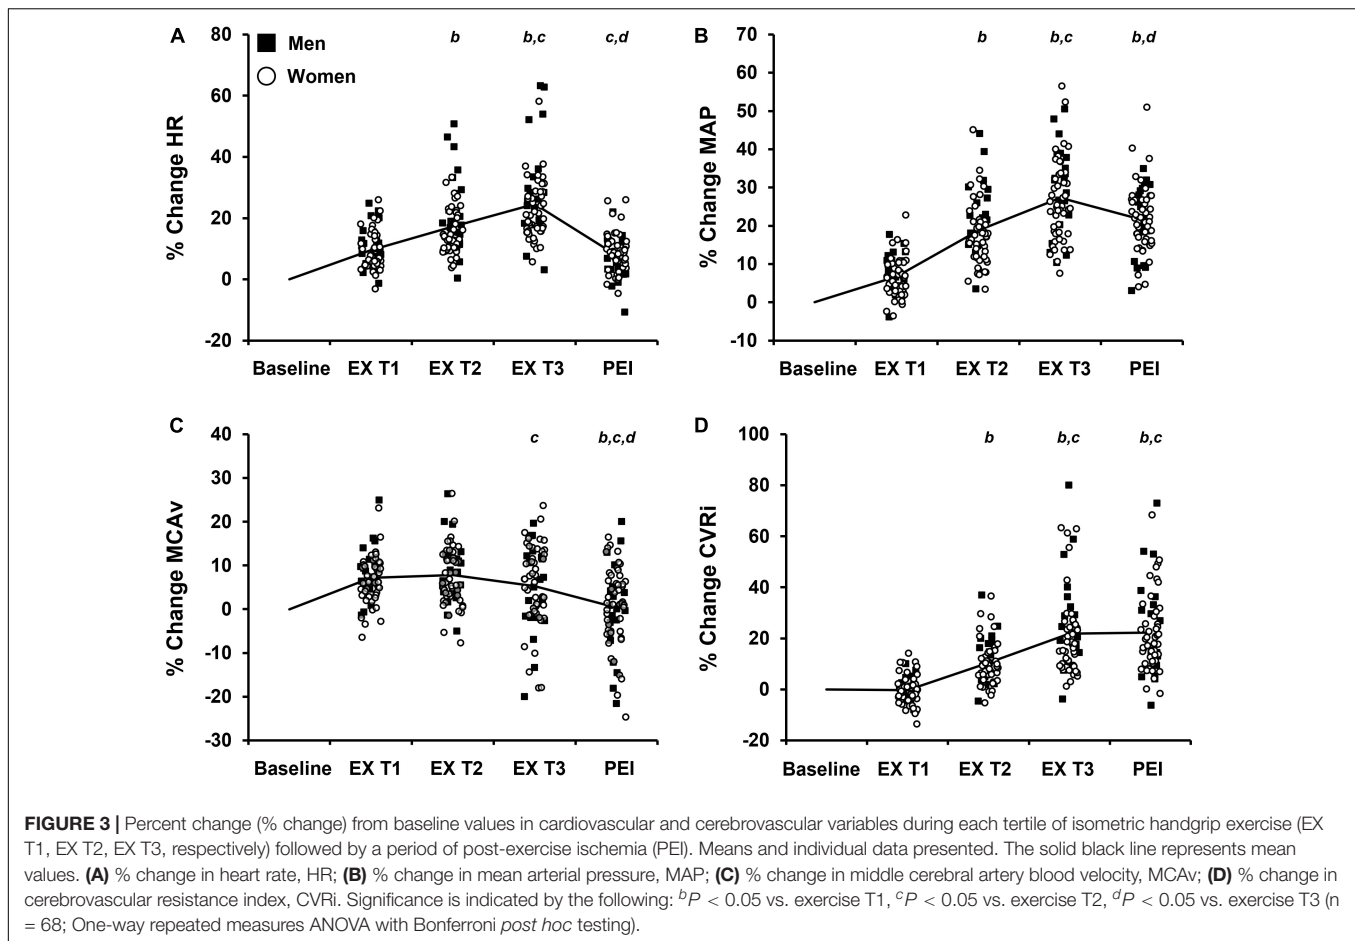 A
80
60
40
20
0
-20
% Change HR
Men
Women
b
b,c
c,d
Baseline
EX T1
EX T2
EX T3
PEI
B
70
60
50
40
30
20
10
0
-10
% Change MAP
b
b,c
b,d
Baseline
EX T1
EX T2
EX T3
PEI
C
40
30
20
10
0
-10
-20
-30
% Change MCAv
c
b,c,d
Baseline
EX T1
EX T2
EX T3
PEI
D
100
80
60
40
20
0
-20
% Change CVRi
b
b,c
b,c
Baseline
EX T1
EX T2
EX T3
PEI
FIGURE 3 | Percent change (% change) from baseline values in cardiovascular and cerebrovascular variables during each tertile of isometric handgrip exercise (EX
T1, EX T2, EX T3, respectively) followed by a period of post-exercise ischemia (PEI). Means and individual data presented. The solid black line represents mean
values. (A) % change in heart rate, HR; (B) % change in mean arterial pressure, MAP; (C) % change in middle cerebral artery blood velocity, MCAv; (D) % change in
cerebrovascular resistance index, CVRi. Significance is indicated by the following: bP < 0.05 vs. exercise T1, cP < 0.05 vs. exercise T2, dP < 0.05 vs. exercise T3 (n
= 68; One-way repeated measures ANOVA with Bonferroni post hoc testing).